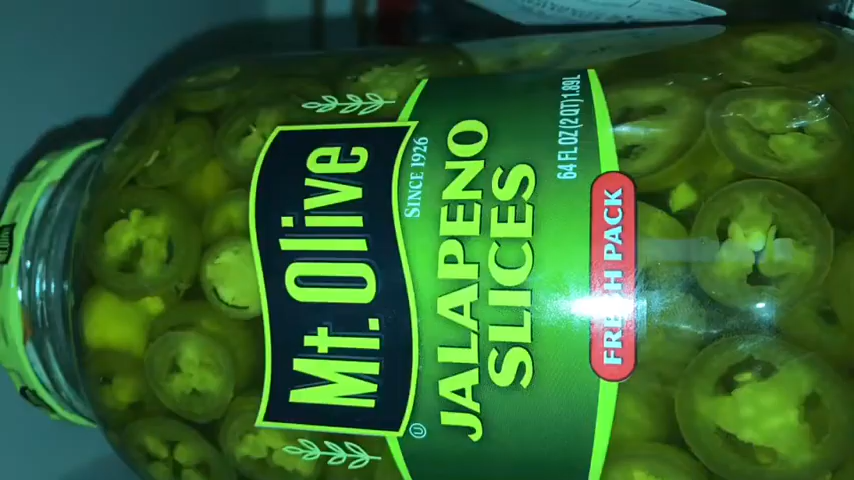 Mt. Olive
SINCE 1926
JALAPENO
SLICES
64 FL OZ (2 QT) 1.89L
FRESH PACK